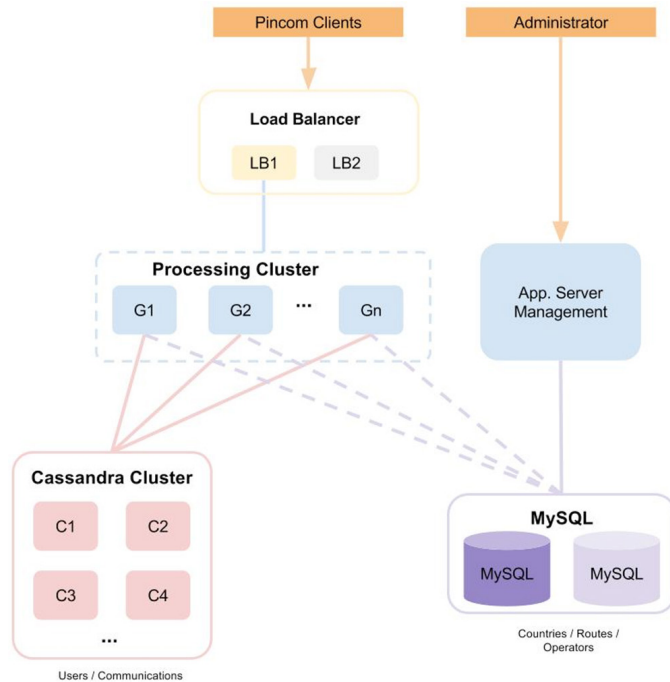 Pincom Clients
Administrator
Load Balancer
LB1
LB2
Processing Cluster
G1
G2
...
Gn
App. Server
Management
Cassandra Cluster
C1
C2
C3
C4
...
Users / Communications
MySQL
MySQL
MySQL
Countries / Routes /
Operators